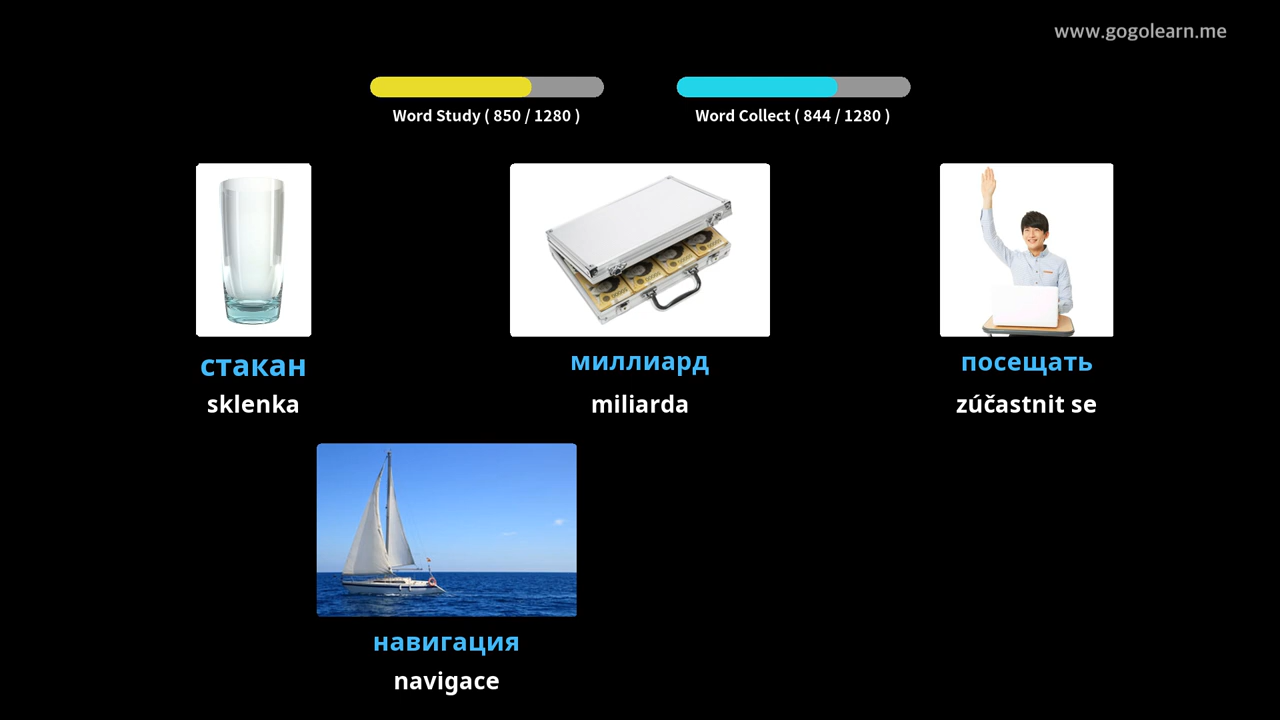 www.gogolearn.me
Word Study ( 850 / 1280 )
Word Collect ( 844 / 1280 )
стакан
sklenka
миллиард
miliarda
посещать
zúčastnit se
навигация
navigace